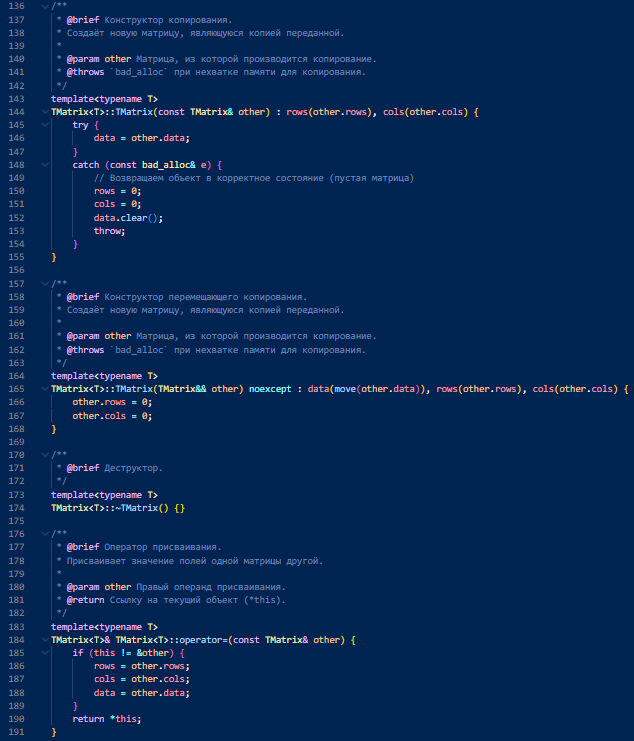 136 /**
137  * @brief Конструктор копирования.
138  * Создаёт новую матрицу, являющуюся копией переданной.
139  *
140  * @param other Матрица, из которой производится копирование.
141  * @throws `bad_alloc` при нехватке памяти для копирования.
142  */
143 template<typename T>
144 TMatrix<T>::TMatrix(const TMatrix& other) : rows(other.rows), cols(other.cols) {
145     try {
146         data = other.data;
147     }
148     catch (const bad_alloc& e) {
149         // Возвращаем объект в корректное состояние (пустая матрица)
150         rows = 0;
151         cols = 0;
152         data.clear();
153         throw;
154     }
155 }
156
157 /**
158  * @brief Конструктор перемещающего копирования.
159  * Создаёт новую матрицу, являющуюся копией переданной.
160  *
161  * @param other Матрица, из которой производится копирование.
162  * @throws `bad_alloc` при нехватке памяти для копирования.
163  */
164 template<typename T>
165 TMatrix<T>::TMatrix(TMatrix&& other) noexcept : data(move(other.data)), rows(other.rows), cols(other.cols) {
166     other.rows = 0;
167     other.cols = 0;
168 }
169
170 /**
171  * @brief Деструктор.
172  */
173 template<typename T>
174 TMatrix<T>::~TMatrix() {}
175
176 /**
177  * @brief Оператор присваивания.
178  * Присваивает значение полей одной матрицы другой.
179  *
180  * @param other Правый операнд присваивания.
181  * @return Ссылку на текущий объект (*this).
182  */
183 template<typename T>
184 TMatrix<T>& TMatrix<T>::operator=(const TMatrix& other) {
185     if (this != &other) {
186         rows = other.rows;
187         cols = other.cols;
188         data = other.data;
189     }
190     return *this;
191 }